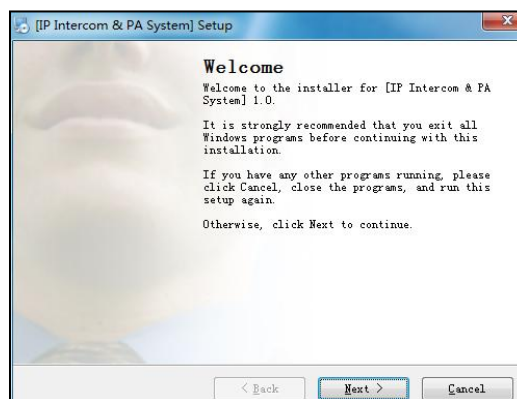 [IP Intercom & PA System] Setup
Welcome
Welcome to the installer for [IP Intercom & PA
System] 1.0.
It is strongly recommended that you exit all
Windows programs before continuing with this
installation.
If you have any other programs running, please
click Cancel, close the programs, and run this
setup again.
Otherwise, click Next to continue.
< Back
Next >
Cancel